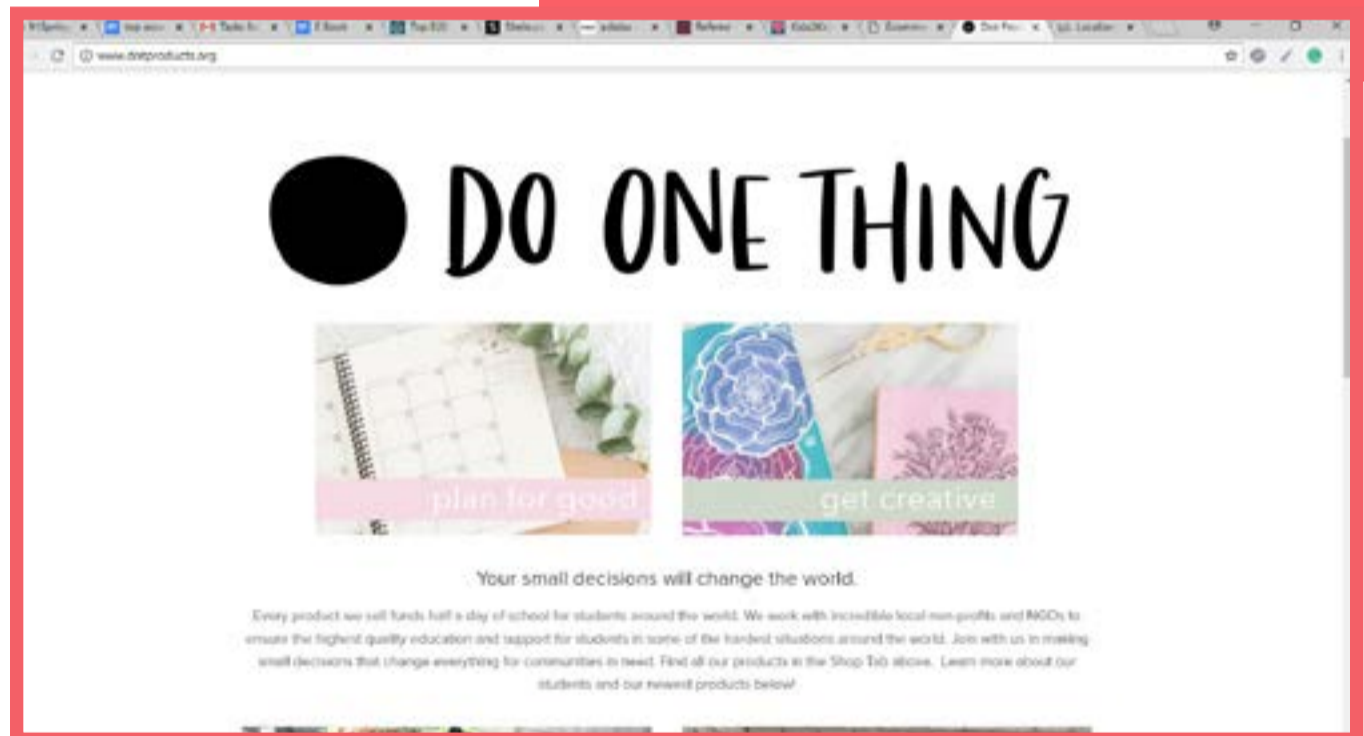 www.dotproducts.org
DO ONE THING
plan for good
get creative
Your small decisions will change the world.
Every product we sell funds half a day of school for students around the world. We work with incredible local non-profits and NGOs to
ensure the highest quality education and support for students in some of the hardest situations around the world. Join with us in making
small decisions that change everything for communities in need. Find all our products in the Shop Tab above. Learn more about our
students and our newest products below!